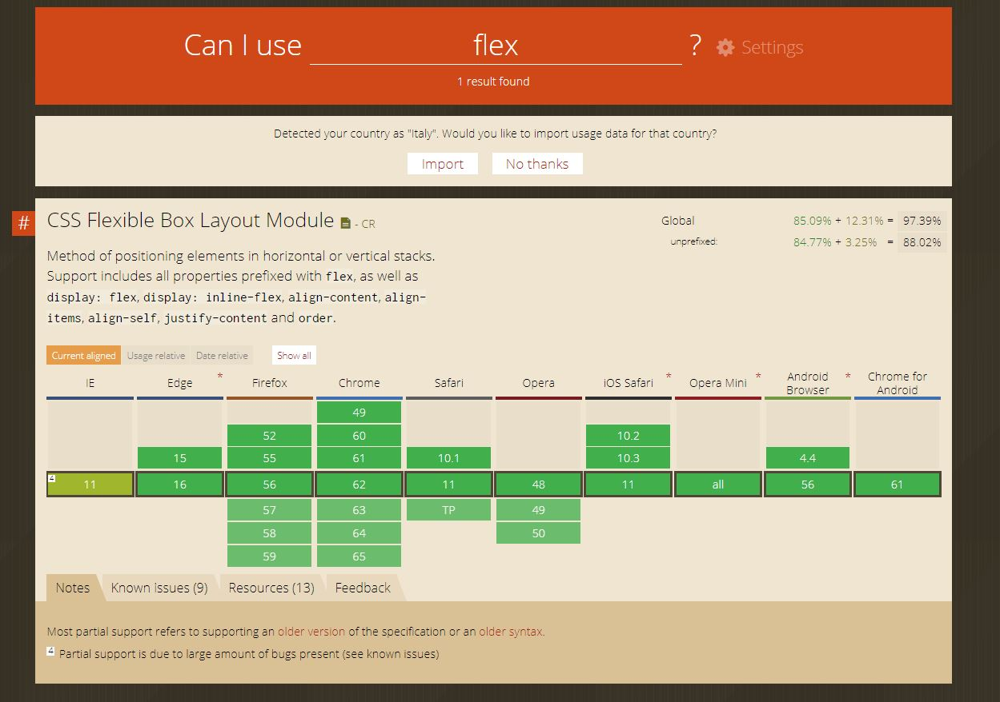 Can I use flex ? Settings
1 result found
Detected your country as "Italy". Would you like to import usage data for that country?
Import No thanks
# CSS Flexible Box Layout Module - CR
Global 85.09% + 12.31% = 97.39%
unprefixed: 84.77% + 3.25% = 88.02%
Method of positioning elements in horizontal or vertical stacks.
Support includes all properties prefixed with flex, as well as
display: flex, display: inline-flex, align-content, align-
items, align-self, justify-content and order.
Current aligned Usage relative Date relative Show all
IE Edge * Firefox Chrome Safari Opera iOS Safari * Opera Mini * Android Browser * Chrome for Android
49
52 60 10.2
15 55 61 10.1 10.3 4.4
4 11 16 56 62 11 48 11 all 56 61
57 63 TP 49
58 64 50
59 65
Notes Known issues (9) Resources (13) Feedback
Most partial support refers to supporting an older version of the specification or an older syntax.
4 Partial support is due to large amount of bugs present (see known issues)